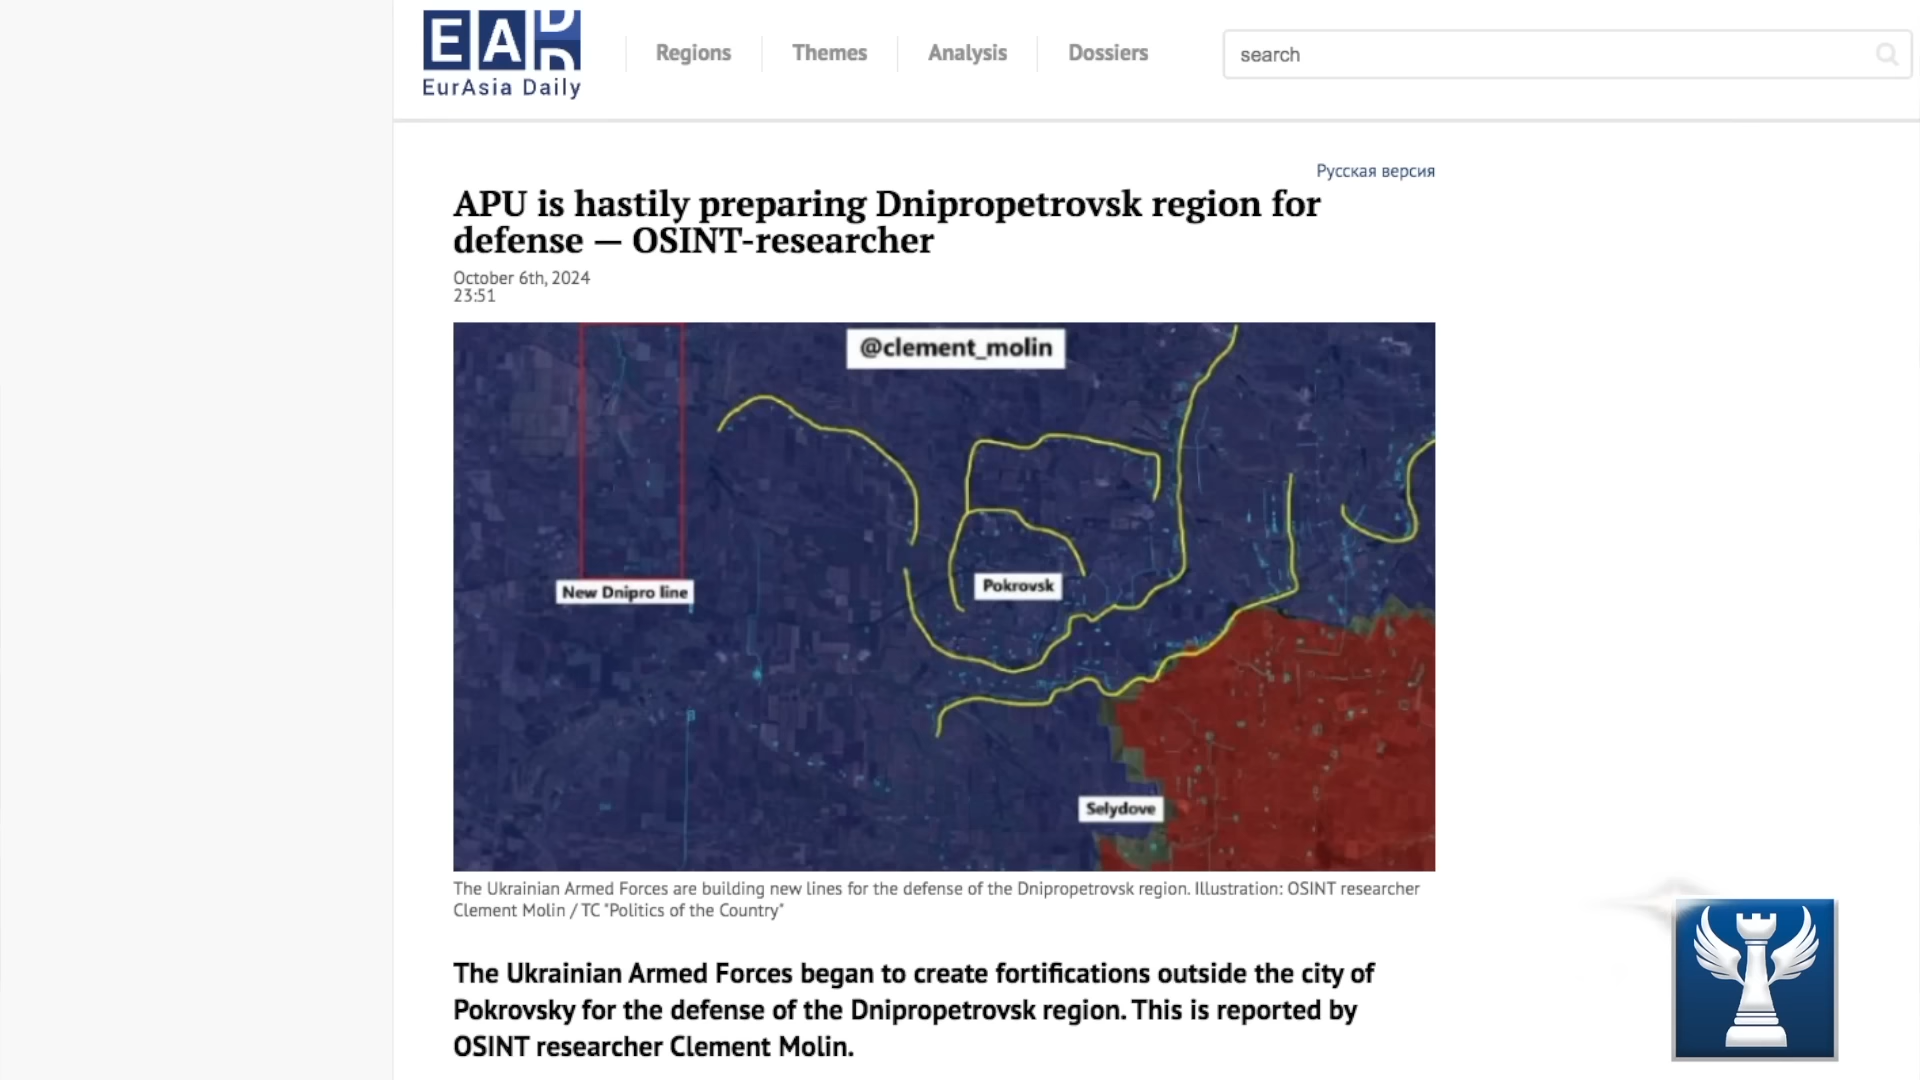 EAD
EurAsia Daily
Regions
Themes
Analysis
Dossiers
search
Русская версия
APU is hastily preparing Dnipropetrovsk region for
defense — OSINT-researcher
October 6th, 2024
23:51
@clement_molin
New Dnipro line
Pokrovsk
Selydove
The Ukrainian Armed Forces are building new lines for the defense of the Dnipropetrovsk region. Illustration: OSINT researcher
Clement Molin / TC "Politics of the Country"
The Ukrainian Armed Forces began to create fortifications outside the city of
Pokrovsky for the defense of the Dnipropetrovsk region. This is reported by
OSINT researcher Clement Molin.